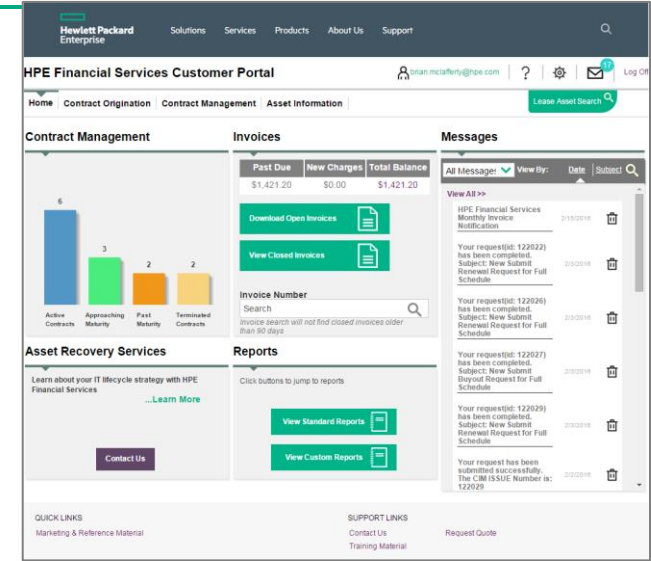 Hewlett Packard
Enterprise
Solutions Services Products About Us Support
HPE Financial Services Customer Portal
brian.mclafferty@hpe.com ? 17 Log Off
Home Contract Origination Contract Management Asset Information
Lease Asset Search
Contract Management
6
3
2
2
Active Contracts
Approaching Maturity
Past Maturity
Terminated Contracts
Invoices
Past Due New Charges Total Balance
$1,421.20 $0.00 $1,421.20
Download Open Invoices
View Closed Invoices
Invoice Number
Search
Invoice search will not find closed invoices older
than 90 days
Messages
All Message: View By: Date Subject
View All >>
HPE Financial Services
Monthly Invoice
Notification
2/15/2016
Your request(id: 122022)
has been completed.
Subject: New Submit
Renewal Request for Full
Schedule
2/3/2016
Your request(id: 122026)
has been completed.
Subject: New Submit
Renewal Request for Full
Schedule
2/3/2016
Your request(id: 122027)
has been completed.
Subject: New Submit
Buyout Request for Full
Schedule
2/3/2016
Your request(id: 122029)
has been completed.
Subject: New Submit
Renewal Request for Full
Schedule
2/3/2016
Your request has been
submitted successfully.
The CIM ISSUE Number is:
122029
2/2/2016
Asset Recovery Services
Learn about your IT lifecycle strategy with HPE
Financial Services
...Learn More
Contact Us
Reports
Click buttons to jump to reports
View Standard Reports
View Custom Reports
QUICK LINKS
Marketing & Reference Material
SUPPORT LINKS
Contact Us Request Quote
Training Material